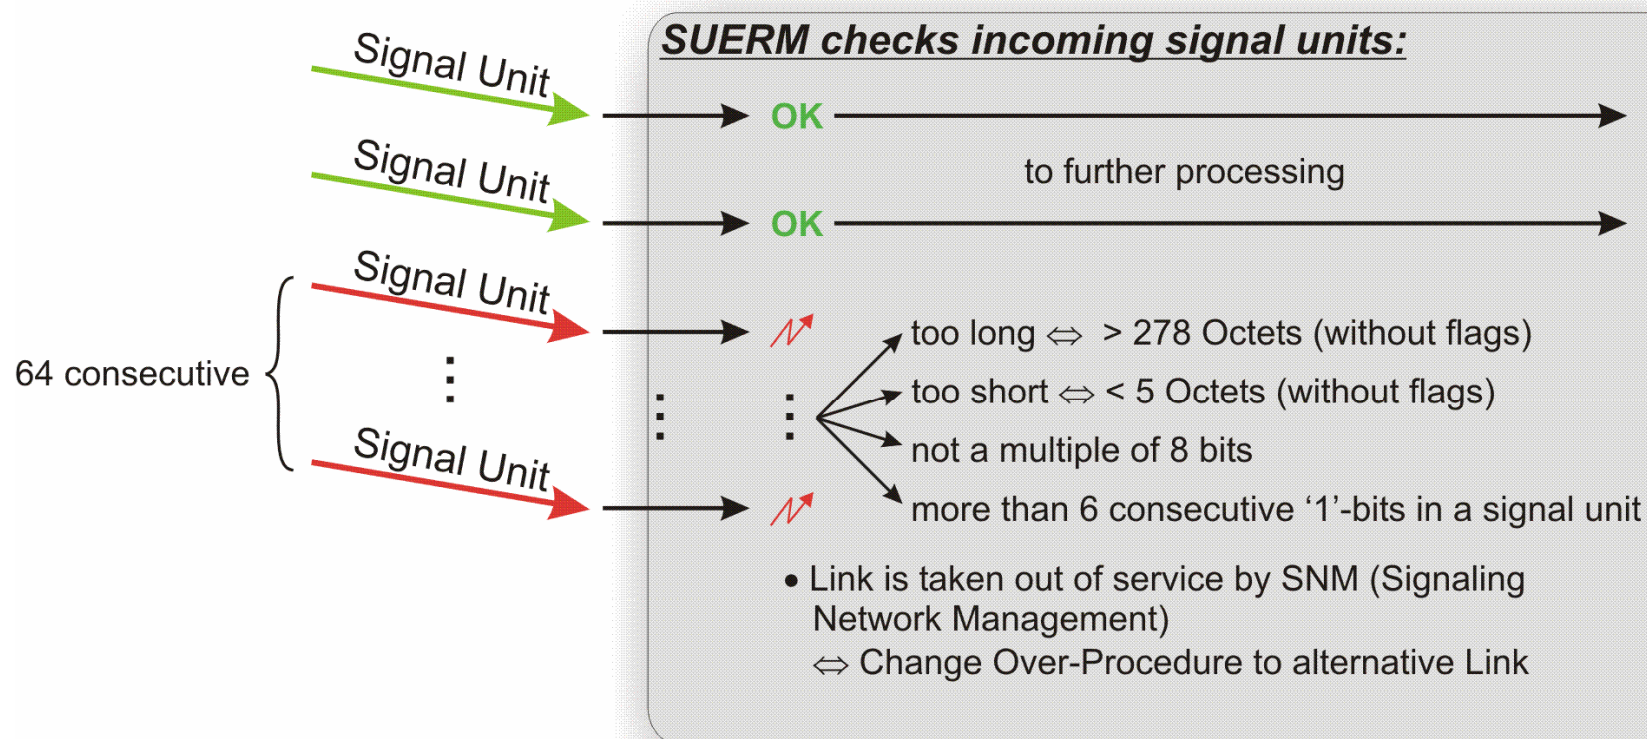 SUERM checks incoming signal units:
Signal Unit
OK
to further processing
Signal Unit
OK
Signal Unit
64 consecutive
too long ⇔ > 278 Octets (without flags)
too short ⇔ < 5 Octets (without flags)
not a multiple of 8 bits
Signal Unit
more than 6 consecutive ‘1’-bits in a signal unit
• Link is taken out of service by SNM (Signaling
Network Management)
⇔ Change Over-Procedure to alternative Link